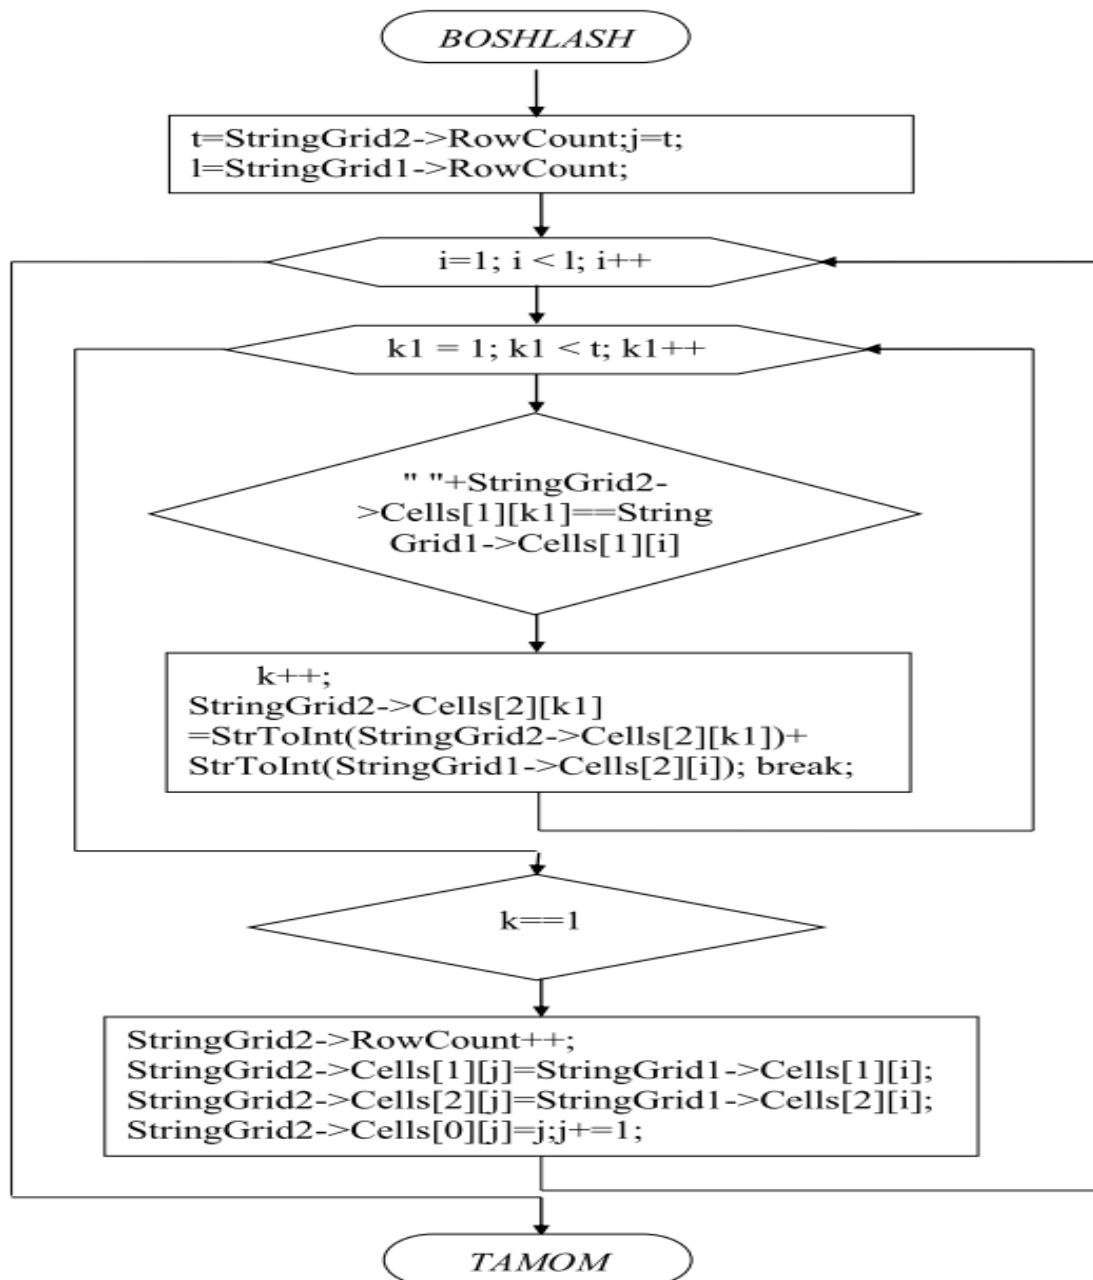 BOSHLASH
t=StringGrid2->RowCount;j=t;
l=StringGrid1->RowCount;
i=1; i < l; i++
k1 = 1; k1 < t; k1++
" "+StringGrid2-
>Cells[1][k1]==String
Grid1->Cells[1][i]
k++;
StringGrid2->Cells[2][k1]
=StrToInt(StringGrid2->Cells[2][k1])+
StrToInt(StringGrid1->Cells[2][i]); break;
k==1
StringGrid2->RowCount++;
StringGrid2->Cells[1][j]=StringGrid1->Cells[1][i];
StringGrid2->Cells[2][j]=StringGrid1->Cells[2][i];
StringGrid2->Cells[0][j]=j;j+=1;
TAMOM